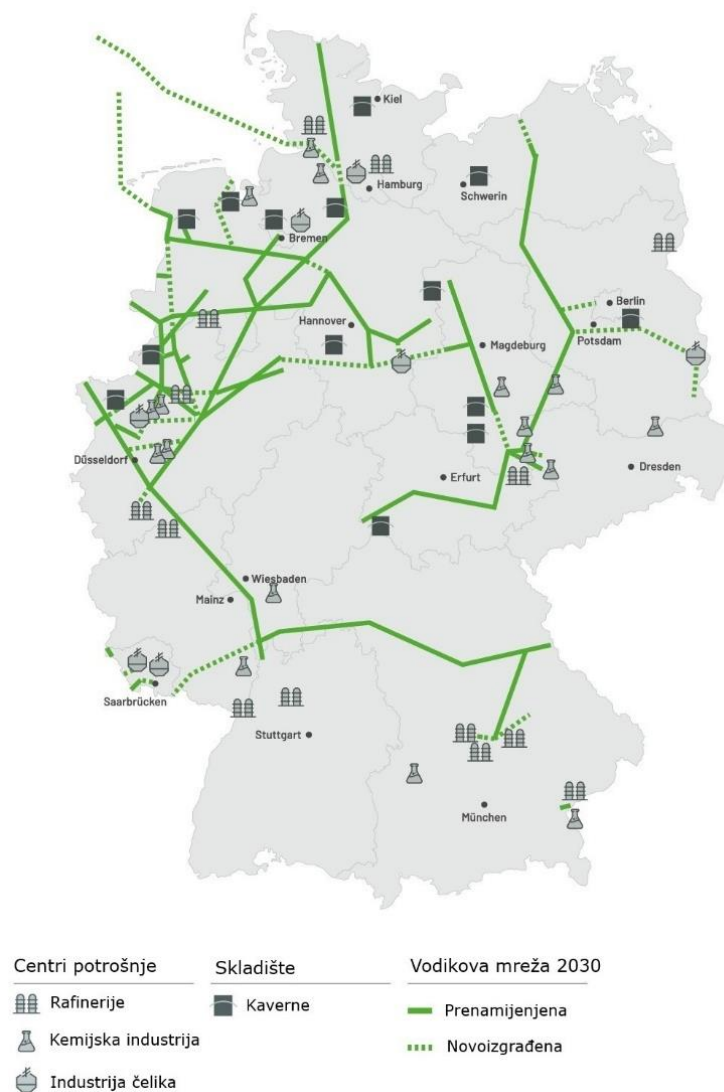 Kiel
Hamburg
Schwerin
Bremen
Berlin
Hannover
Potsdam
Magdeburg
Düsseldorf
Erfurt
Dresden
Wiesbaden
Mainz
Saarbrücken
Stuttgart
München
Centri potrošnje
Skladište
Vodikova mreža 2030
Rafinerije
Kaverne
Prenamijenjena
Kemijska industrija
Novoizgrađena
Industrija čelika